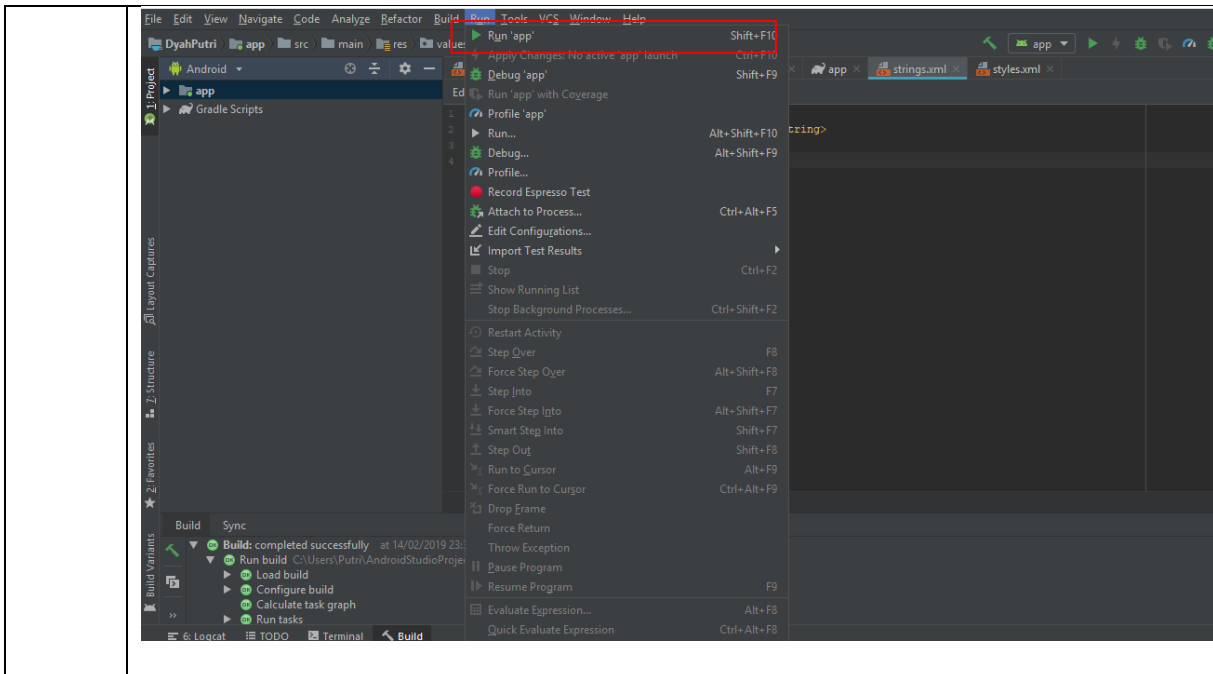 File Edit View Navigate Code Analyze Refactor Build Run Tools VCS Window Help
DyahPutri app src main res values
app
Android
app strings.xml styles.xml
1: Project
app
Gradle Scripts
Layout Captures
7: Structure
2: Favorites
Build Variants
Ed
1
2
3
4
tring>
Run 'app' Shift+F10
Apply Changes: No active 'app' launch Ctrl+F10
Debug 'app' Shift+F9
Run 'app' with Coverage
Profile 'app'
Run... Alt+Shift+F10
Debug... Alt+Shift+F9
Profile...
Record Espresso Test
Attach to Process... Ctrl+Alt+F5
Edit Configurations...
Import Test Results
Stop Ctrl+F2
Show Running List
Stop Background Processes... Ctrl+Shift+F2
Restart Activity
Step Over F8
Force Step Over Alt+Shift+F8
Step Into F7
Force Step Into Alt+Shift+F7
Smart Step Into Shift+F7
Step Out Shift+F8
Run to Cursor Alt+F9
Force Run to Cursor Ctrl+Alt+F9
Drop Frame
Force Return
Throw Exception
Pause Program
Resume Program F9
Evaluate Expression... Alt+F8
Quick Evaluate Expression Ctrl+Alt+F8
Build Sync
Build: completed successfully at 14/02/2019 23:
Run build C:\Users\Putri\AndroidStudioProje
Load build
Configure build
Calculate task graph
Run tasks
6: Logcat TODO Terminal Build